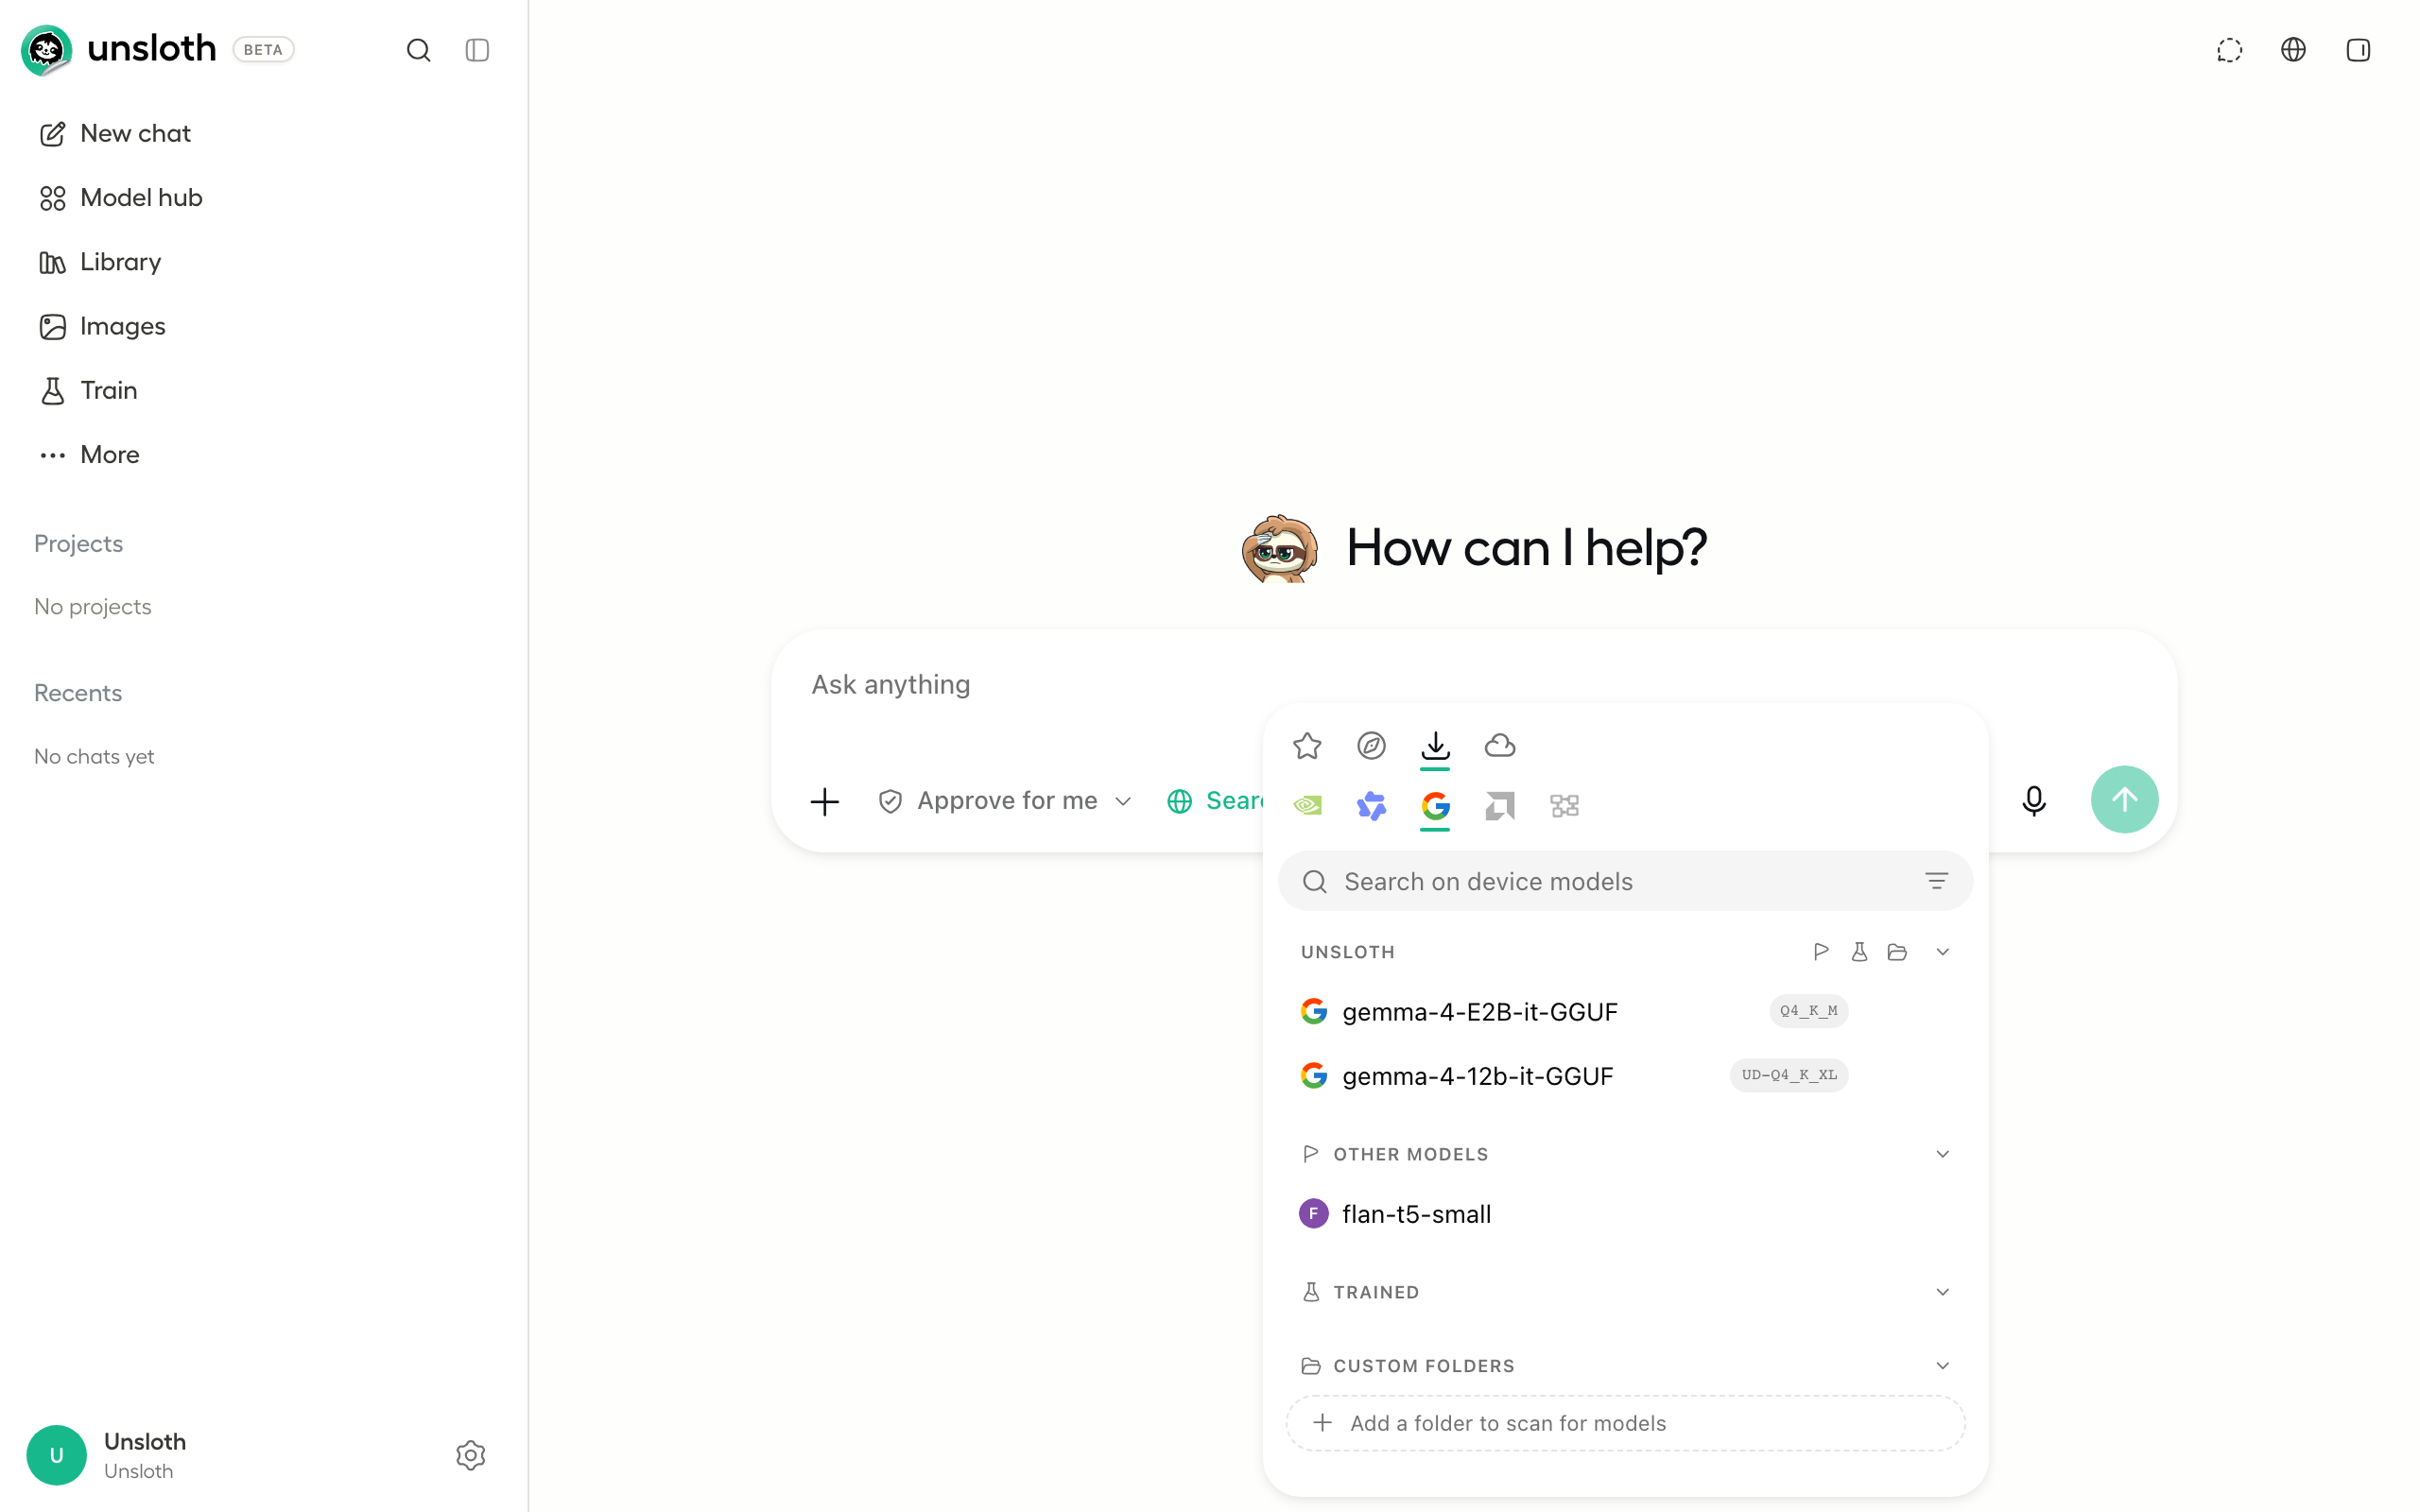 unsloth BETA
New chat
Model hub
Library
Images
Train
More
Projects
No projects
Recents
No chats yet
U
Unsloth
Unsloth
How can I help?
Ask anything
Approve for me
Sear
Search on device models
UNSLOTH
gemma-4-E2B-it-GGUF Q4_K_M
gemma-4-12b-it-GGUF UD-Q4_K_XL
OTHER MODELS
F flan-t5-small
TRAINED
CUSTOM FOLDERS
Add a folder to scan for models